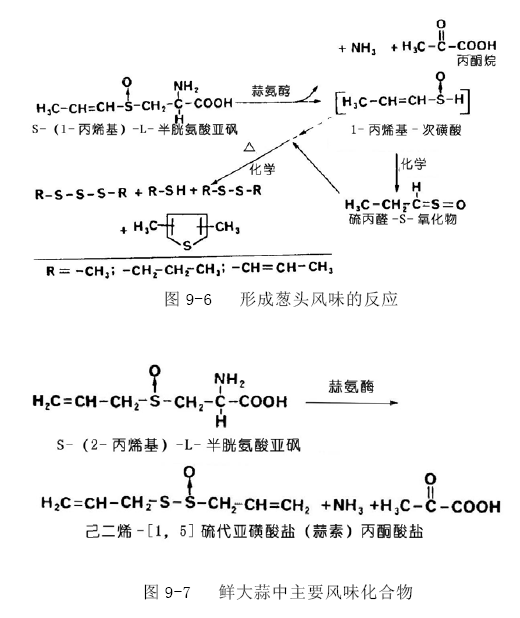 + NH3 + H3C-C-COOH
O
丙酮烷
O NH2
H3C-CH=CH-S-CH2-C-COOH 蒜氨醇 [H3C-CH=CH-S-H]
H O
S-(1-丙烯基)-L-半胱氨酸亚砜 1-丙烯基-次磺酸
△
化学 化学
H
R-S-S-S-R + R-SH + R-S-S-R H3C-CH2-C=S=O
硫丙醛-S-氧化物
+ H3C CH3
S
R=-CH3; -CH2-CH2-CH3; -CH=CH-CH3
图 9-6 形成葱头风味的反应
O NH2
H2C=CH-CH2-S-CH2-C-COOH 蒜氨酶
H
S-(2-丙烯基)-L-半胱氨酸亚砜
O O
H2C=CH-CH2-S-S-CH2-CH=CH2 +NH3 +H3C-C-COOH
己二烯-[1,5]硫代亚磺酸盐(蒜素)丙酮酸盐
图 9-7 鲜大蒜中主要风味化合物